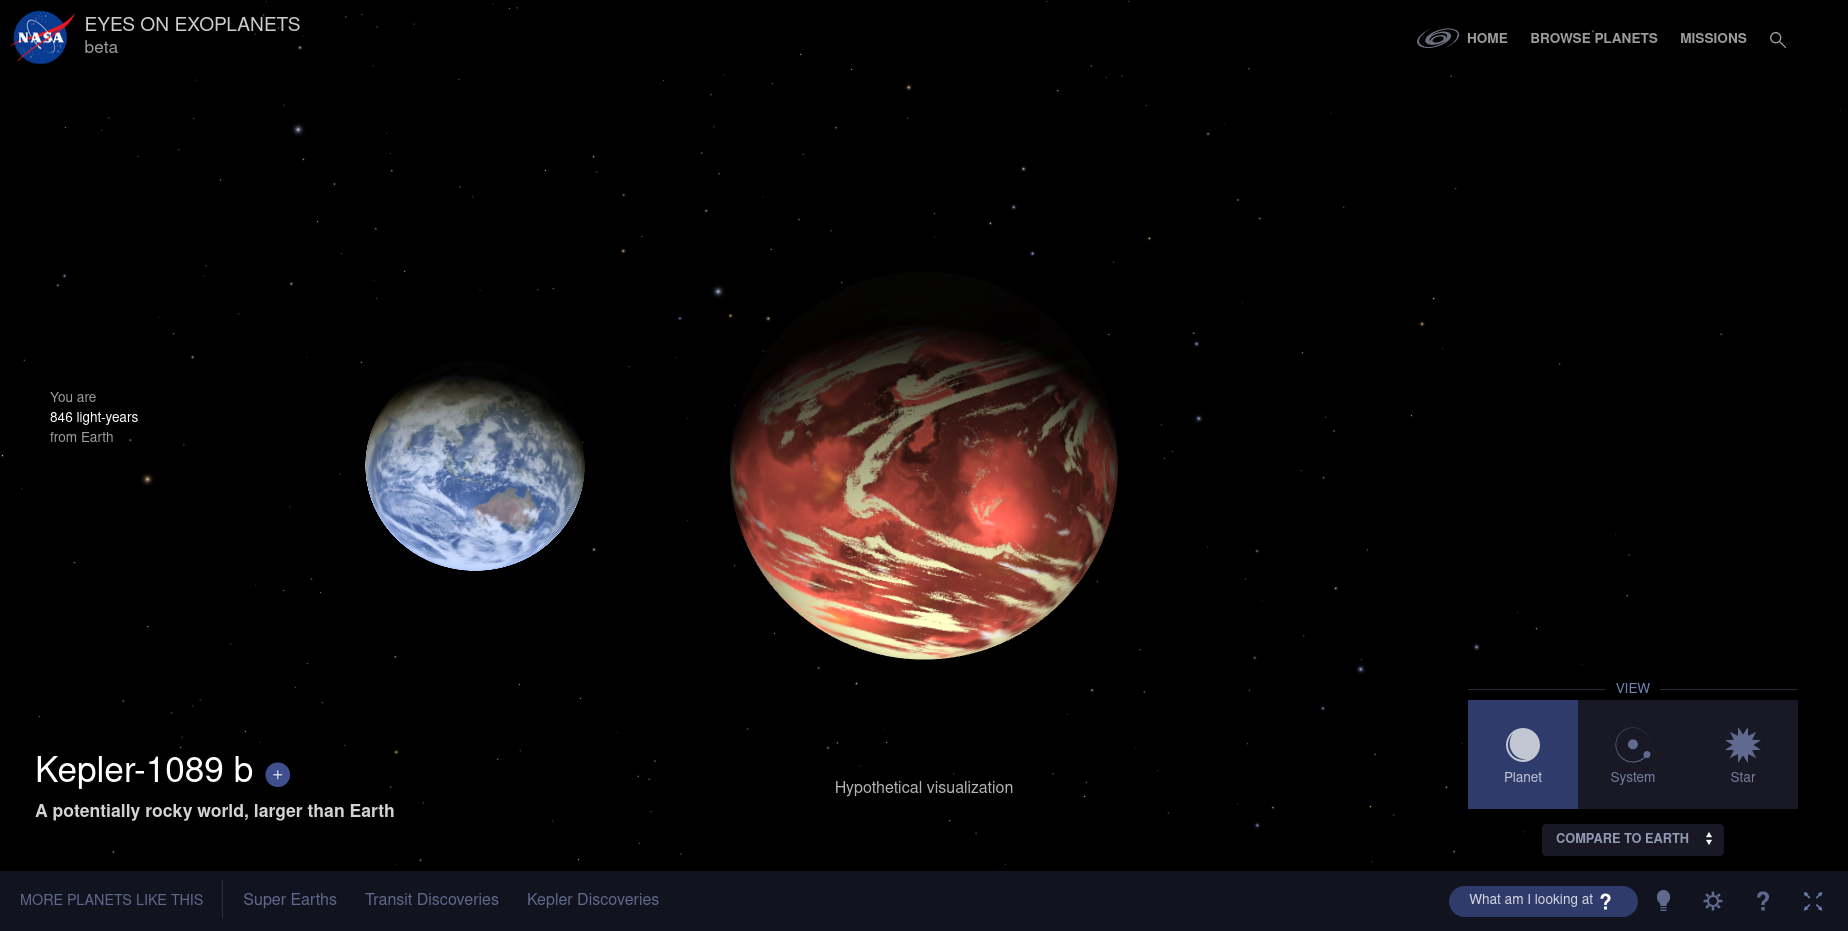 NASA
EYES ON EXOPLANETS
beta
HOME
BROWSE PLANETS
MISSIONS
You are
846 light-years
from Earth
Kepler-1089 b +
A potentially rocky world, larger than Earth
Hypothetical visualization
VIEW
Planet
System
Star
COMPARE TO EARTH
MORE PLANETS LIKE THIS
Super Earths
Transit Discoveries
Kepler Discoveries
What am I looking at ?
?